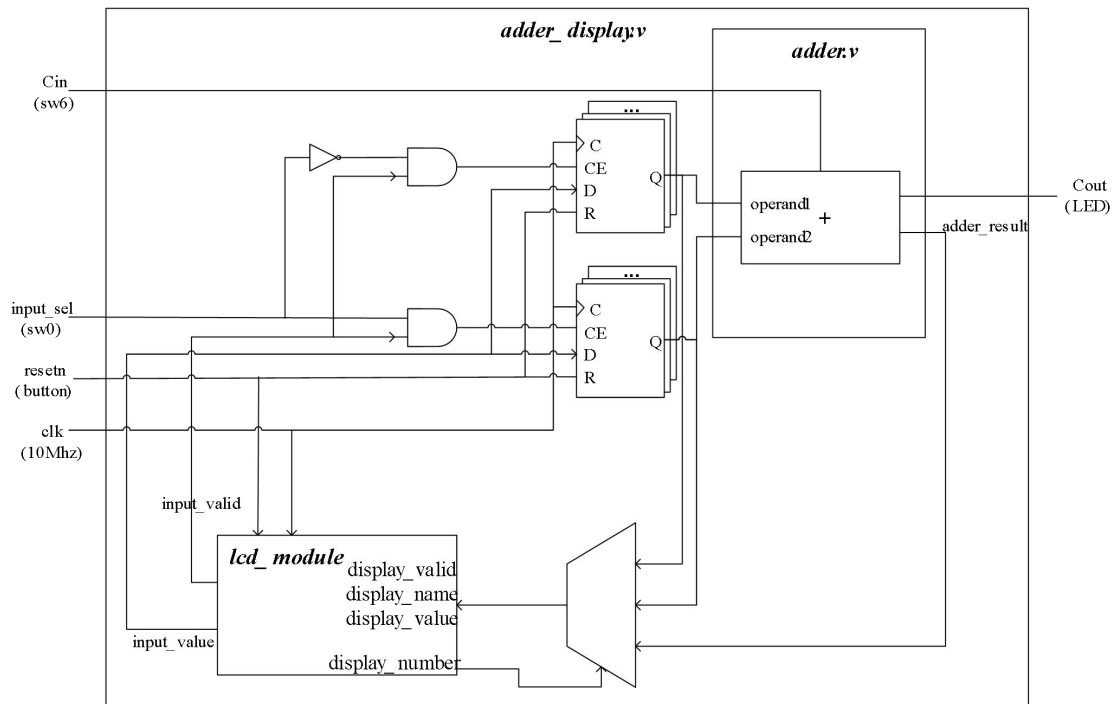 adder_display.v
adder.v
Cin
(sw6)
...
C
CE
D
R
Q
operand1
+
operand2
Cout
(LED)
adder_result
input_sel
(sw0)
...
C
CE
D
R
Q
resetn
(button)
clk
(10Mhz)
input_valid
lcd_module
display_valid
display_name
display_value
input_value
display_number